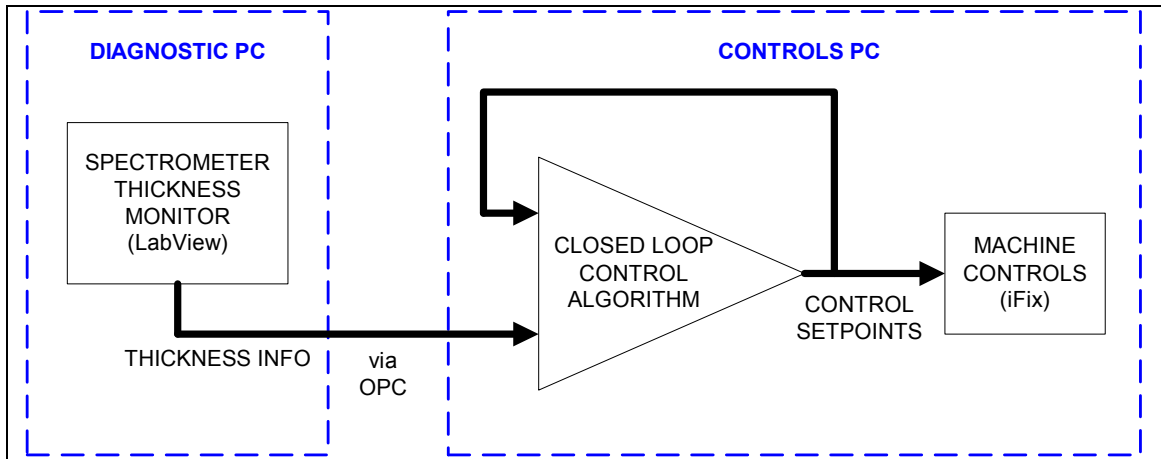 DIAGNOSTIC PC
CONTROLS PC
SPECTROMETER
THICKNESS
MONITOR
(LabView)
CLOSED LOOP
CONTROL
ALGORITHM
MACHINE
CONTROLS
(iFix)
CONTROL
SETPOINTS
THICKNESS INFO
via
OPC